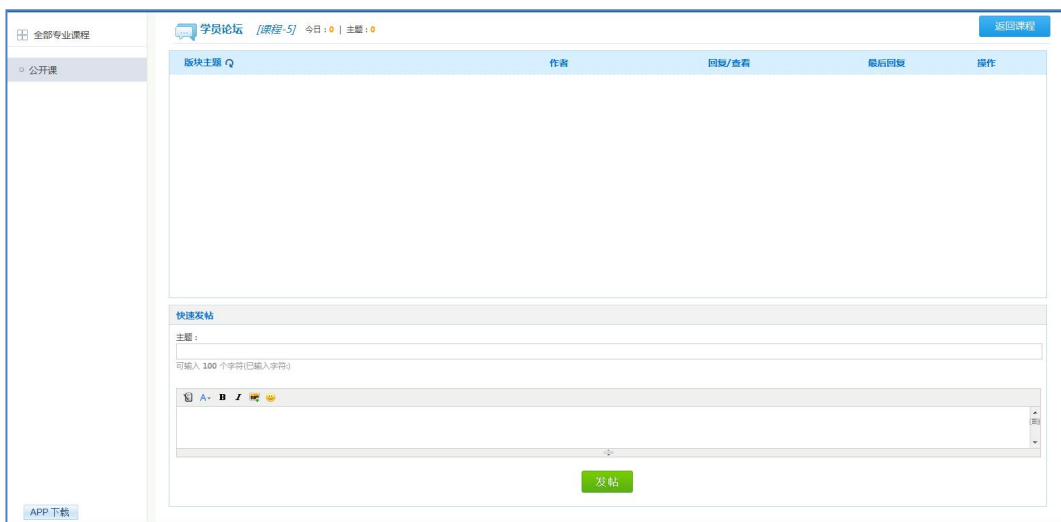 全部专业课程
公开课
学员论坛 [课程-5] 今日：0 | 主题：0
返回课程
版块主题 作者 回复/查看 最后回复 操作
快速发帖
主题：
可输入 100 个字符(已输入字符:)
A B I
发帖
APP 下载